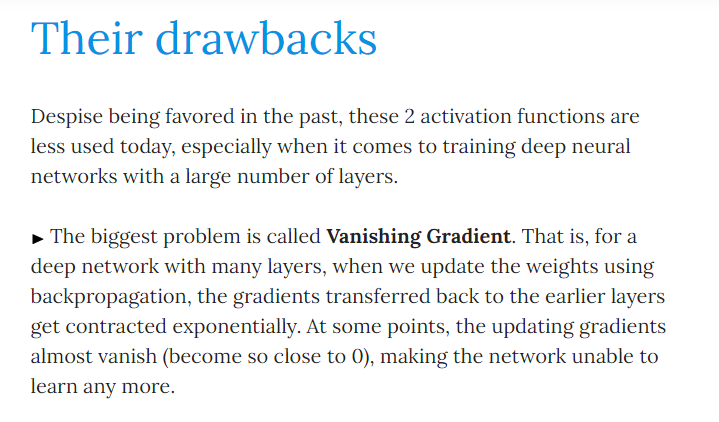 Their drawbacks
Despise being favored in the past, these 2 activation functions are
less used today, especially when it comes to training deep neural
networks with a large number of layers.
► The biggest problem is called Vanishing Gradient. That is, for a
deep network with many layers, when we update the weights using
backpropagation, the gradients transferred back to the earlier layers
get contracted exponentially. At some points, the updating gradients
almost vanish (become so close to 0), making the network unable to
learn any more.